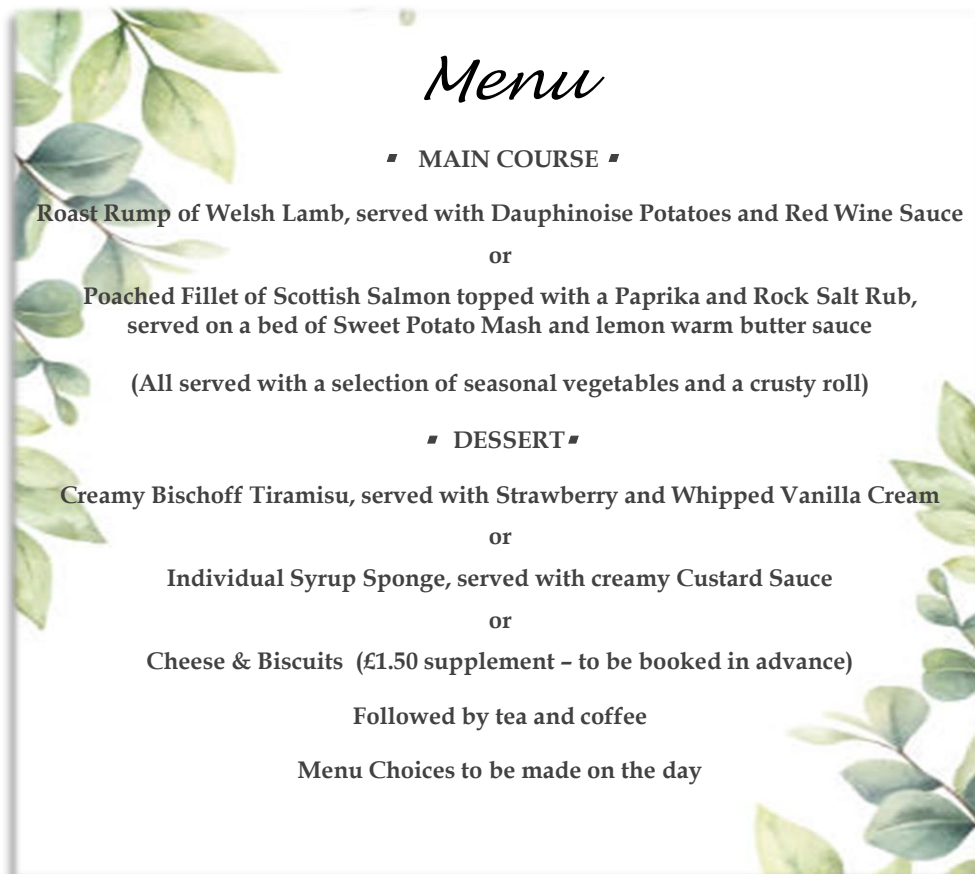 Menu
▪ MAIN COURSE ▪
Roast Rump of Welsh Lamb, served with Dauphinoise Potatoes and Red Wine Sauce
or
Poached Fillet of Scottish Salmon topped with a Paprika and Rock Salt Rub,
served on a bed of Sweet Potato Mash and lemon warm butter sauce
(All served with a selection of seasonal vegetables and a crusty roll)
▪ DESSERT▪
Creamy Bischoff Tiramisu, served with Strawberry and Whipped Vanilla Cream
or
Individual Syrup Sponge, served with creamy Custard Sauce
or
Cheese & Biscuits (£1.50 supplement – to be booked in advance)
Followed by tea and coffee
Menu Choices to be made on the day